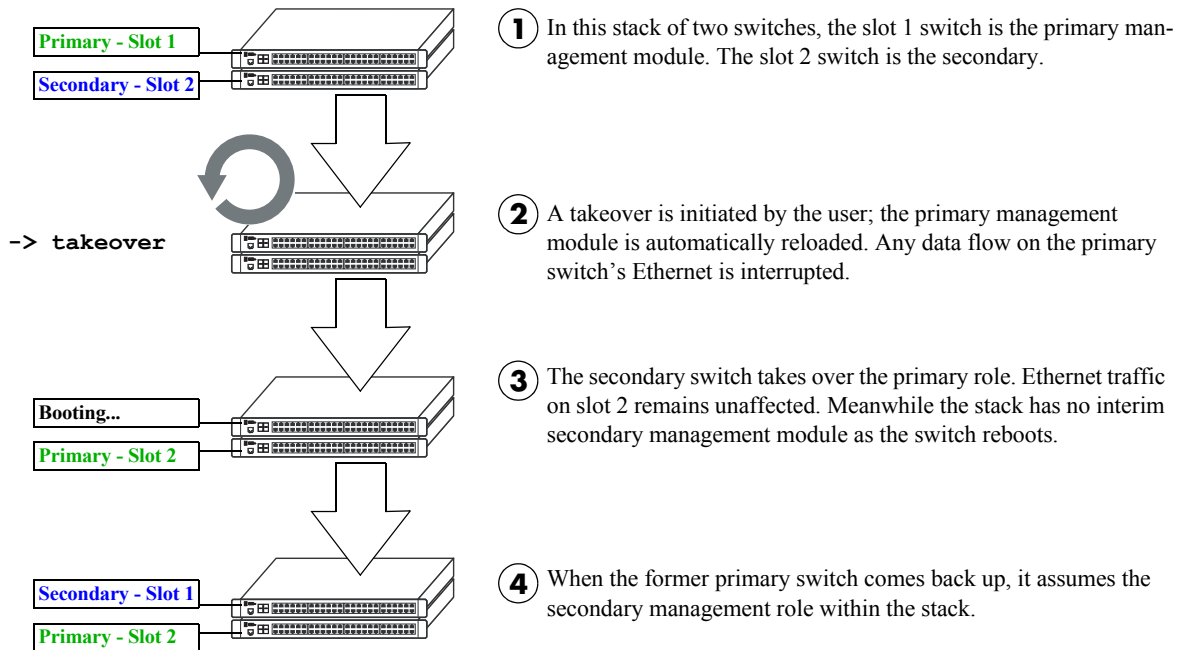 Primary - Slot 1
Secondary - Slot 2
1 In this stack of two switches, the slot 1 switch is the primary man-
agement module. The slot 2 switch is the secondary.
-> takeover
2 A takeover is initiated by the user; the primary management
module is automatically reloaded. Any data flow on the primary
switch’s Ethernet is interrupted.
Booting...
Primary - Slot 2
3 The secondary switch takes over the primary role. Ethernet traffic
on slot 2 remains unaffected. Meanwhile the stack has no interim
secondary management module as the switch reboots.
Secondary - Slot 1
Primary - Slot 2
4 When the former primary switch comes back up, it assumes the
secondary management role within the stack.